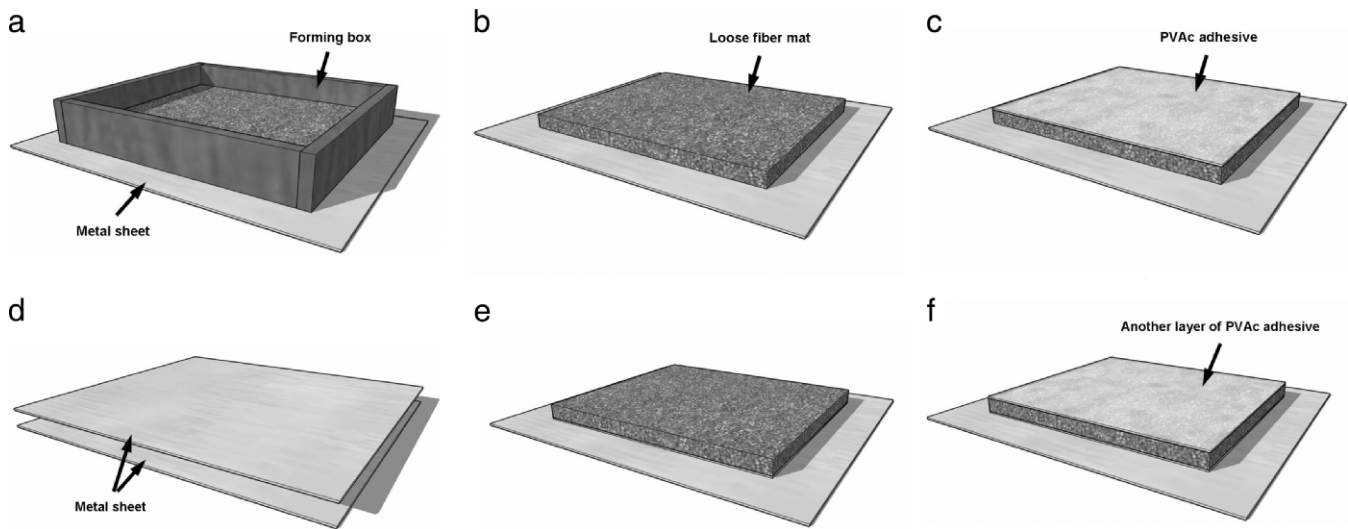 a
Forming box
Metal sheet
b
Loose fiber mat
c
PVAc adhesive
d
Metal sheet
e
f
Another layer of PVAc adhesive